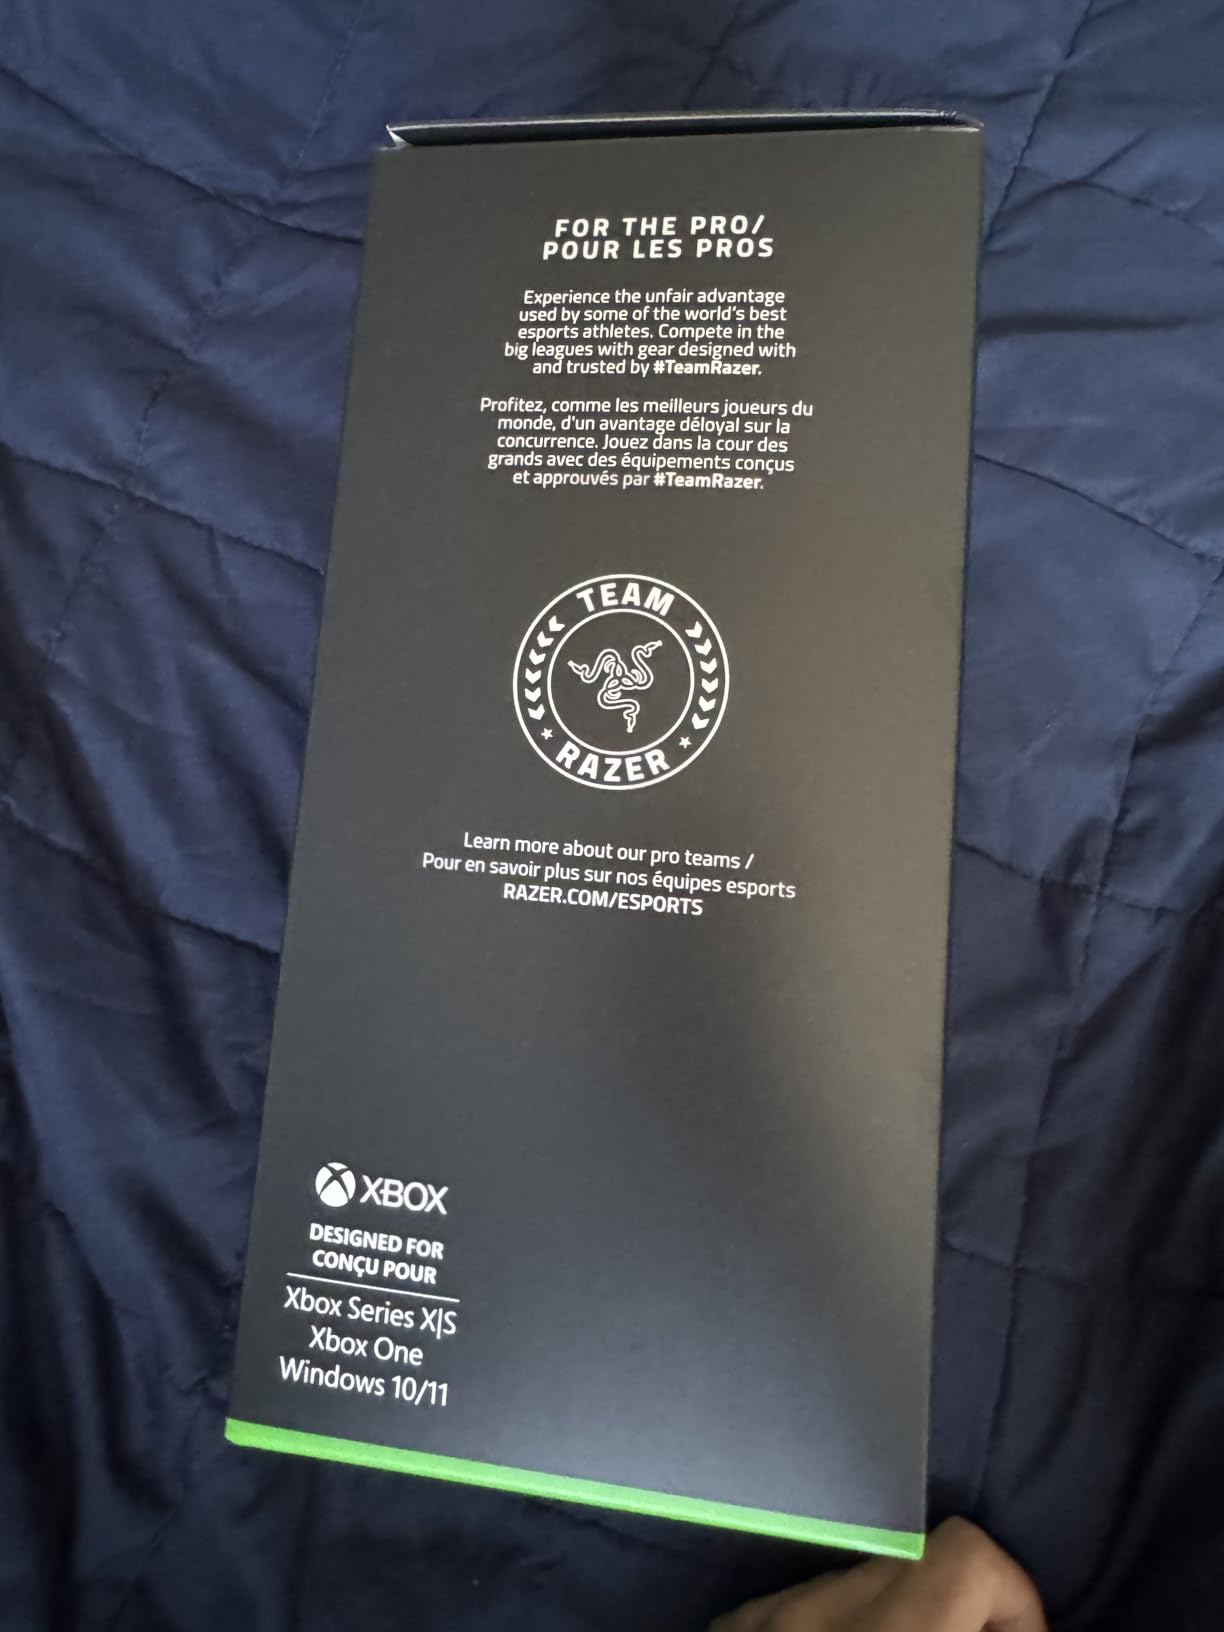 FOR THE PRO/
POUR LES PROS
Experience the unfair advantage
used by some of the world's best
esports athletes. Compete in the
big leagues with gear designed with
and trusted by #TeamRazer.
Profitez, comme les meilleurs joueurs du
monde, d'un avantage déloyal sur la
concurrence. Jouez dans la cour des
grands avec des équipements conçus
et approuvés par #TeamRazer.
TEAM
RAZER
Learn more about our pro teams /
Pour en savoir plus sur nos équipes esports
RAZER.COM/ESPORTS
XBOX
DESIGNED FOR
CONÇU POUR
Xbox Series X|S
Xbox One
Windows 10/11